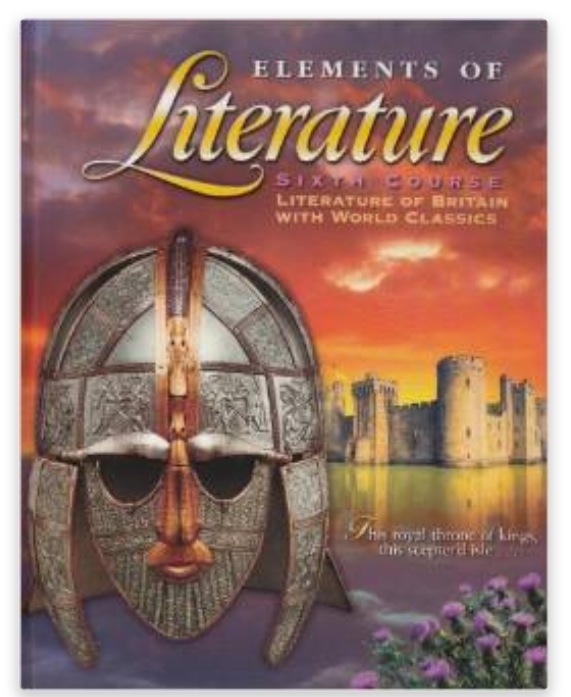 ELEMENTS OF
Literature
SIXTH COURSE
LITERATURE OF BRITAIN
WITH WORLD CLASSICS
This royal throne of kings,
this scepter'd isle . . .